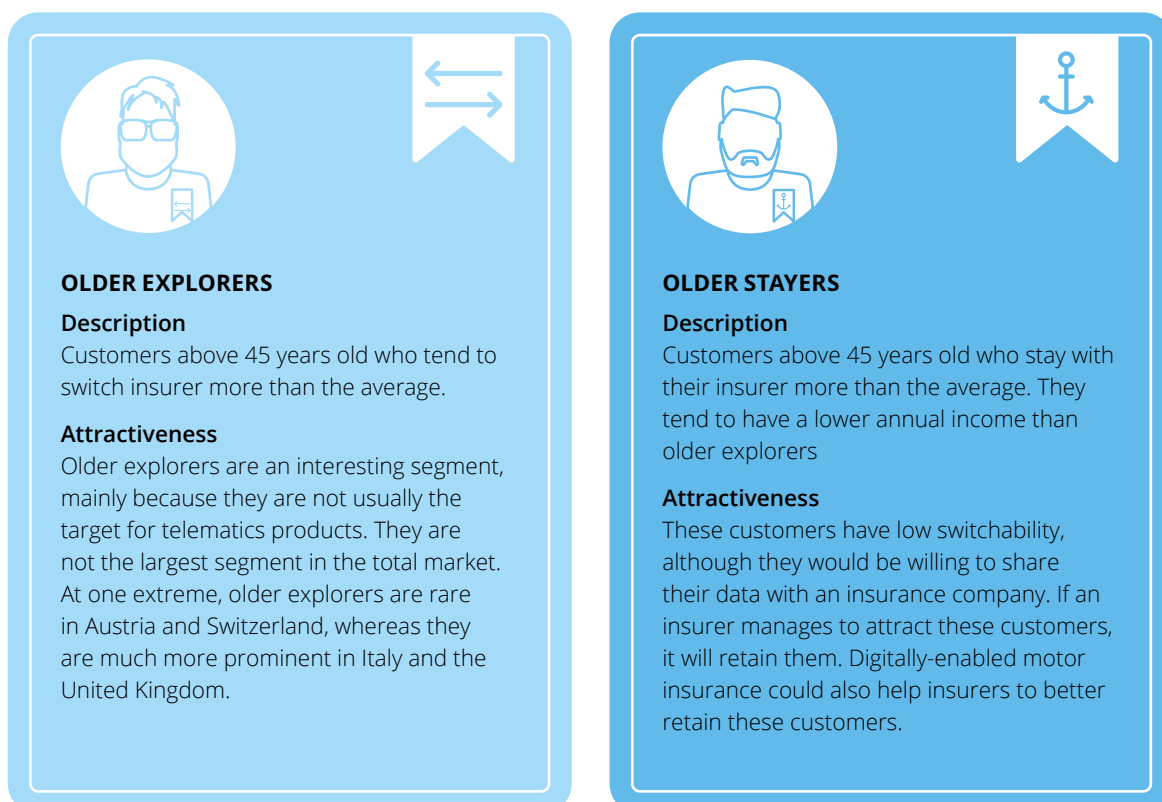 OLDER EXPLORERS
Description
Customers above 45 years old who tend to
switch insurer more than the average.
Attractiveness
Older explorers are an interesting segment,
mainly because they are not usually the
target for telematics products. They are
not the largest segment in the total market.
At one extreme, older explorers are rare
in Austria and Switzerland, whereas they
are much more prominent in Italy and the
United Kingdom.
OLDER STAYERS
Description
Customers above 45 years old who stay with
their insurer more than the average. They
tend to have a lower annual income than
older explorers
Attractiveness
These customers have low switchability,
although they would be willing to share
their data with an insurance company. If an
insurer manages to attract these customers,
it will retain them. Digitally-enabled motor
insurance could also help insurers to better
retain these customers.